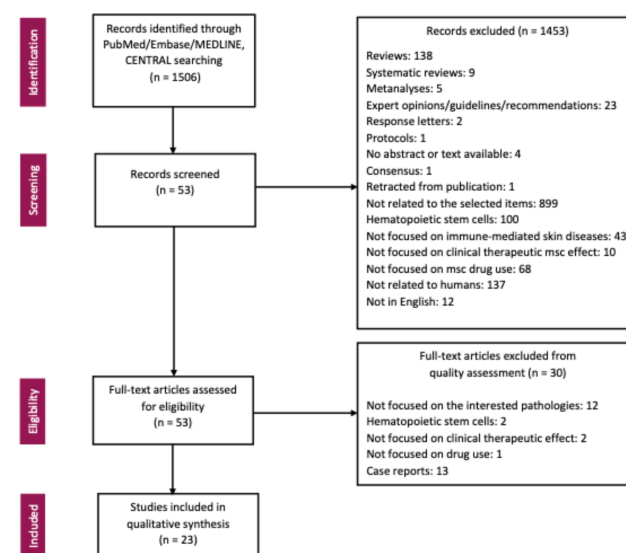 Identification
Records identified through
PubMed/Embase/MEDLINE,
CENTRAL searching
(n = 1506)
Records excluded (n = 1453)
Reviews: 138
Systematic reviews: 9
Metanalyses: 5
Expert opinions/guidelines/recommendations: 23
Response letters: 2
Protocols: 1
No abstract or text available: 4
Consensus: 1
Retracted from publication: 1
Not related to the selected items: 899
Hematopoietic stem cells: 100
Not focused on immune-mediated skin diseases: 43
Not focused on clinical therapeutic msc effect: 10
Not focused on msc drug use: 68
Not related to humans: 137
Not in English: 12
Screening
Records screened
(n = 53)
Eligibility
Full-text articles assessed
for eligibility
(n = 53)
Full-text articles excluded from
quality assessment (n = 30)
Not focused on the interested pathologies: 12
Hematopoietic stem cells: 2
Not focused on clinical therapeutic effect: 2
Not focused on drug use: 1
Case reports: 13
Included
Studies included in
qualitative synthesis
(n = 23)